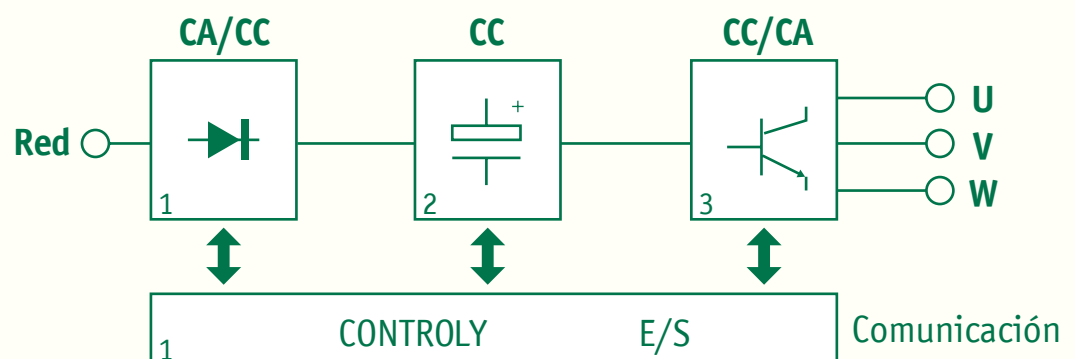 CA/CC CC CC/CA
Red
+
U
V
W
1 2 3
1 CONTROLY E/S Comunicación